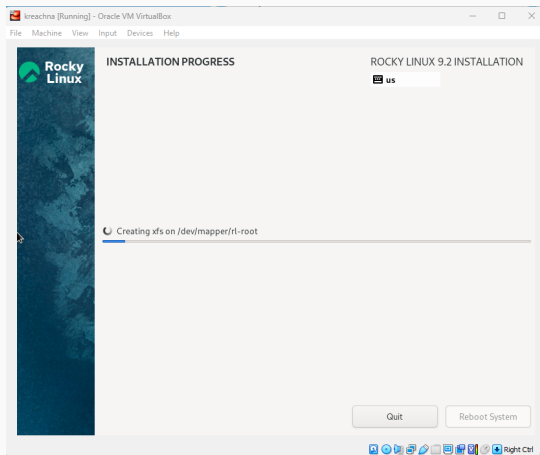 kreachna [Running] - Oracle VM VirtualBox
File Machine View Input Devices Help
Rocky
Linux
INSTALLATION PROGRESS
ROCKY LINUX 9.2 INSTALLATION
us
Creating xfs on /dev/mapper/rl-root
Quit
Reboot System
Right Ctrl